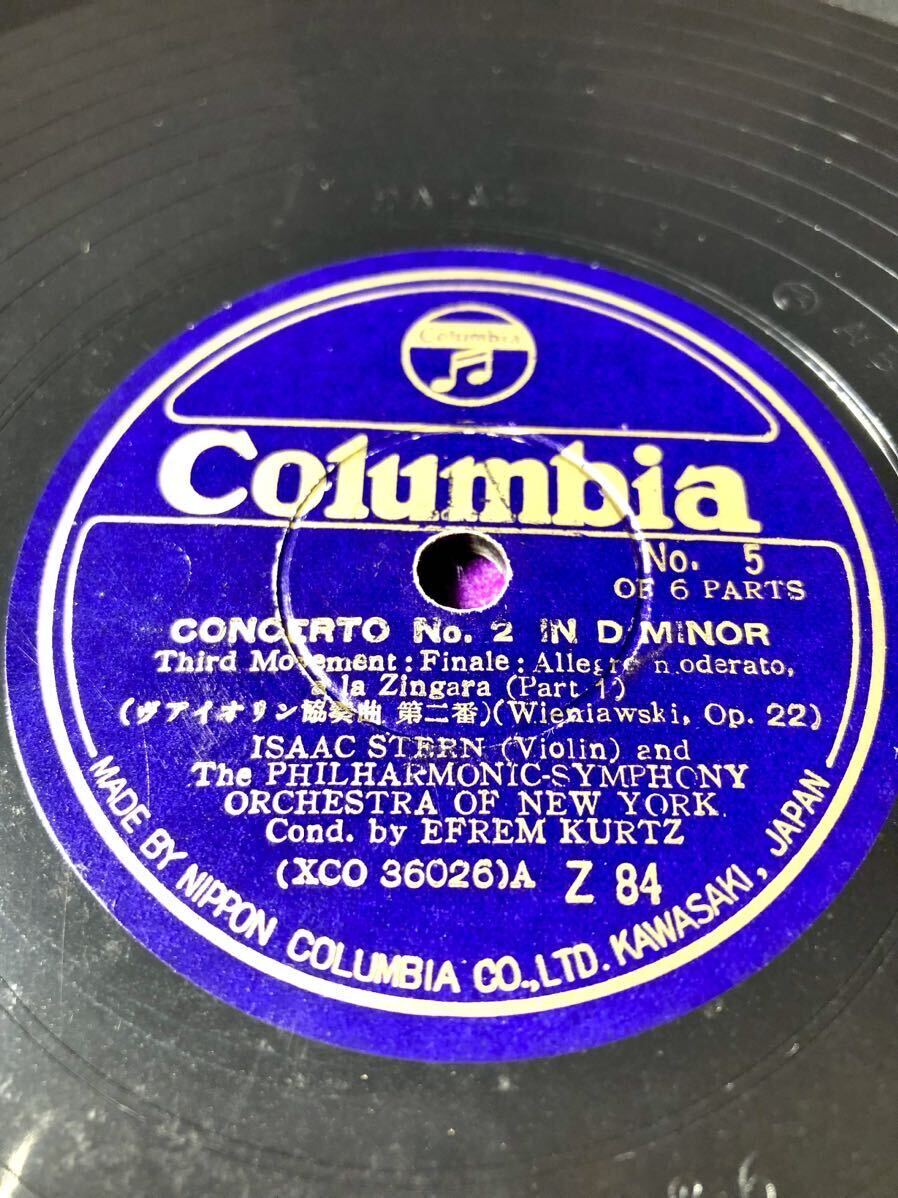 Columbia
Columbia
No. 5
OF 6 PARTS
CONCERTO No. 2 IN D MINOR
Third Movement : Finale : Allegro moderato,
à la Zingara (Part 1)
(ヴアイオリン協奏曲 第二番)(Wieniawski, Op. 22)
ISAAC STERN (Violin) and
The PHILHARMONIC-SYMPHONY
ORCHESTRA OF NEW YORK
Cond. by EFREM KURTZ
(XCO 36026)A Z 84
MADE BY NIPPON COLUMBIA CO., LTD. KAWASAKI, JAPAN